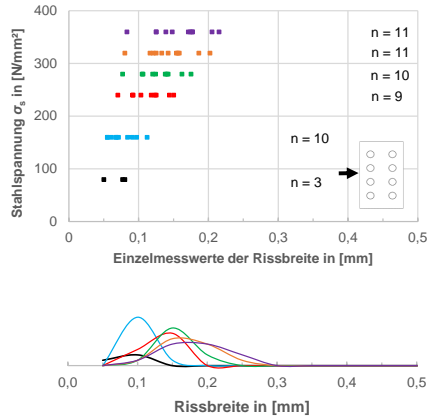 Stahlspannung σs in [N/mm²]
400
300
200
100
0
n = 11
n = 11
n = 10
n = 9
n = 10
n = 3
0 0,1 0,2 0,3 0,4 0,5
Einzelmesswerte der Rissbreite in [mm]
0,0 0,1 0,2 0,3 0,4 0,5
Rissbreite in [mm]